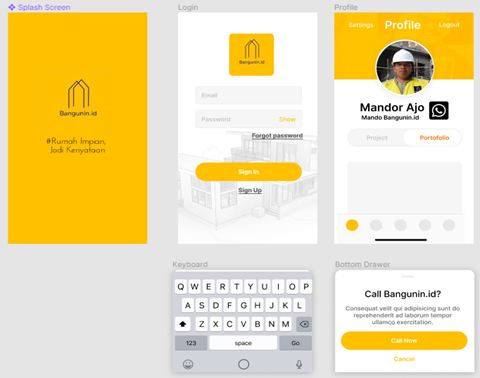 Splash Screen
Bangunin.id
#Rumah Impian,
Jadi Kenyataan
Login
Bangunin.id
Email
Password
Show
Forgot password
Sign In
Sign Up
Profile
Settings
Profile
Logout
Mandor Ajo
Mando Bangunin.id
Project
Portofolio
Keyboard
Q W E R T Y U I O P
A S D F G H J K L
Z X C V B N M
123
space
Go
Bottom Drawer
Call Bangunin.id?
Consequat velit qui adipisicing sunt do
reprehenderit ad laborum tempor
ullamco exercitation.
Call Now
Cancel